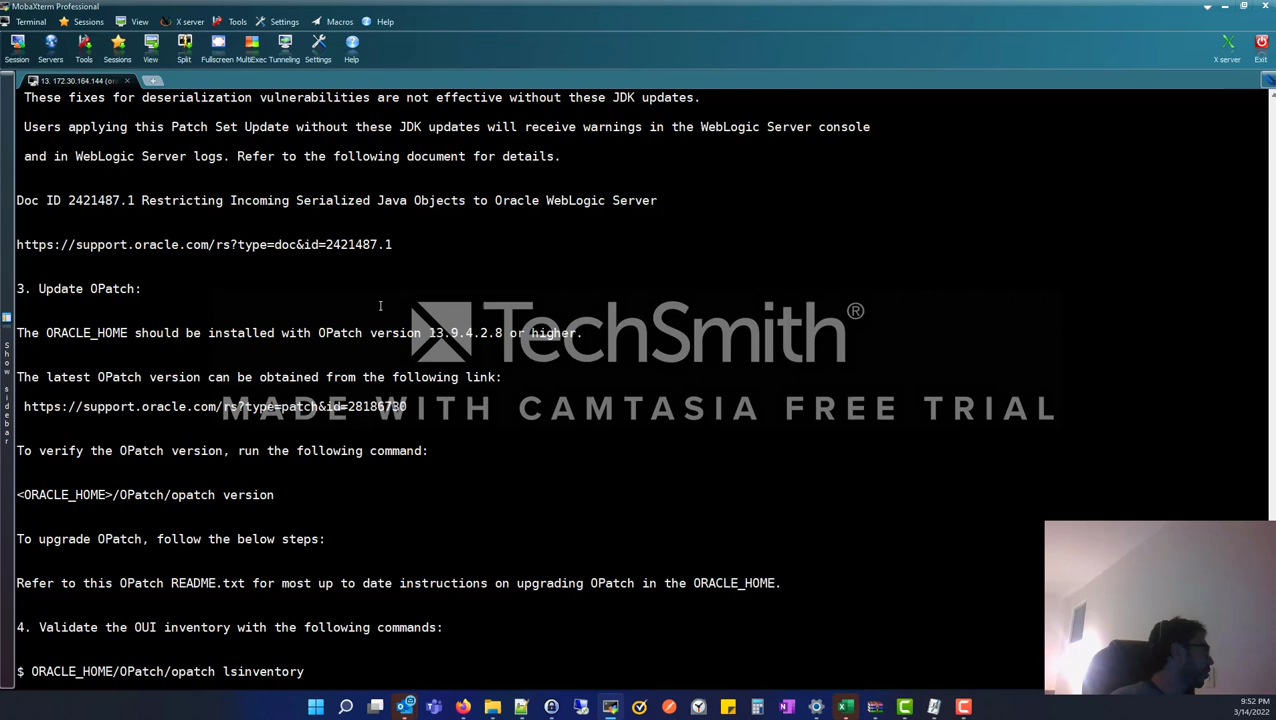 MobaXterm Professional
Terminal Sessions View X server Tools Settings Macros Help
Session Servers Tools Sessions View Split Fullscreen MultiExec Tunneling Settings Help X server Exit
13. 172.30.164.144 (or
These fixes for deserialization vulnerabilities are not effective without these JDK updates.
Users applying this Patch Set Update without these JDK updates will receive warnings in the WebLogic Server console
and in WebLogic Server logs. Refer to the following document for details.
Doc ID 2421487.1 Restricting Incoming Serialized Java Objects to Oracle WebLogic Server
https://support.oracle.com/rs?type=doc&id=2421487.1
3. Update OPatch:
The ORACLE_HOME should be installed with OPatch version 13.9.4.2.8 or higher.
TechSmith®
The latest OPatch version can be obtained from the following link:
https://support.oracle.com/rs?type=patch&id=28186730
MADE WITH CAMTASIA FREE TRIAL
To verify the OPatch version, run the following command:
<ORACLE_HOME>/OPatch/opatch version
To upgrade OPatch, follow the below steps:
Refer to this OPatch README.txt for most up to date instructions on upgrading OPatch in the ORACLE_HOME.
4. Validate the OUI inventory with the following commands:
$ ORACLE_HOME/OPatch/opatch lsinventory
Show sidebar
9:52 PM
3/14/2022